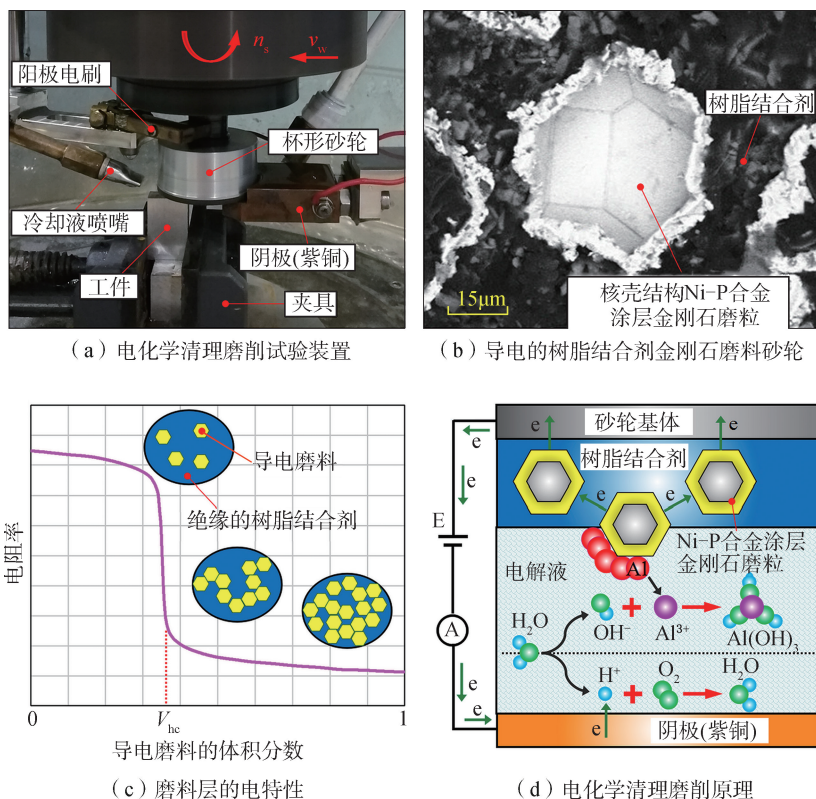 n_s
v_w
阳极电刷
杯形砂轮
冷却液喷嘴
工件
阴极(紫铜)
夹具
(a)电化学清理磨削试验装置
树脂结合剂
15μm
核壳结构Ni-P合金
涂层金刚石磨粒
(b)导电的树脂结合剂金刚石磨料砂轮
电阻率
导电磨料
绝缘的树脂结合剂
0
V_hc
1
导电磨料的体积分数
(c)磨料层的电特性
砂轮基体
e
e
e
树脂结合剂
e
e
e
E
Ni-P合金涂层
金刚石磨粒
电解液
Al
A
H₂O
OH⁻
Al³⁺
Al(OH)₃
H⁺
O₂
H₂O
e
e
e
阴极(紫铜)
(d)电化学清理磨削原理